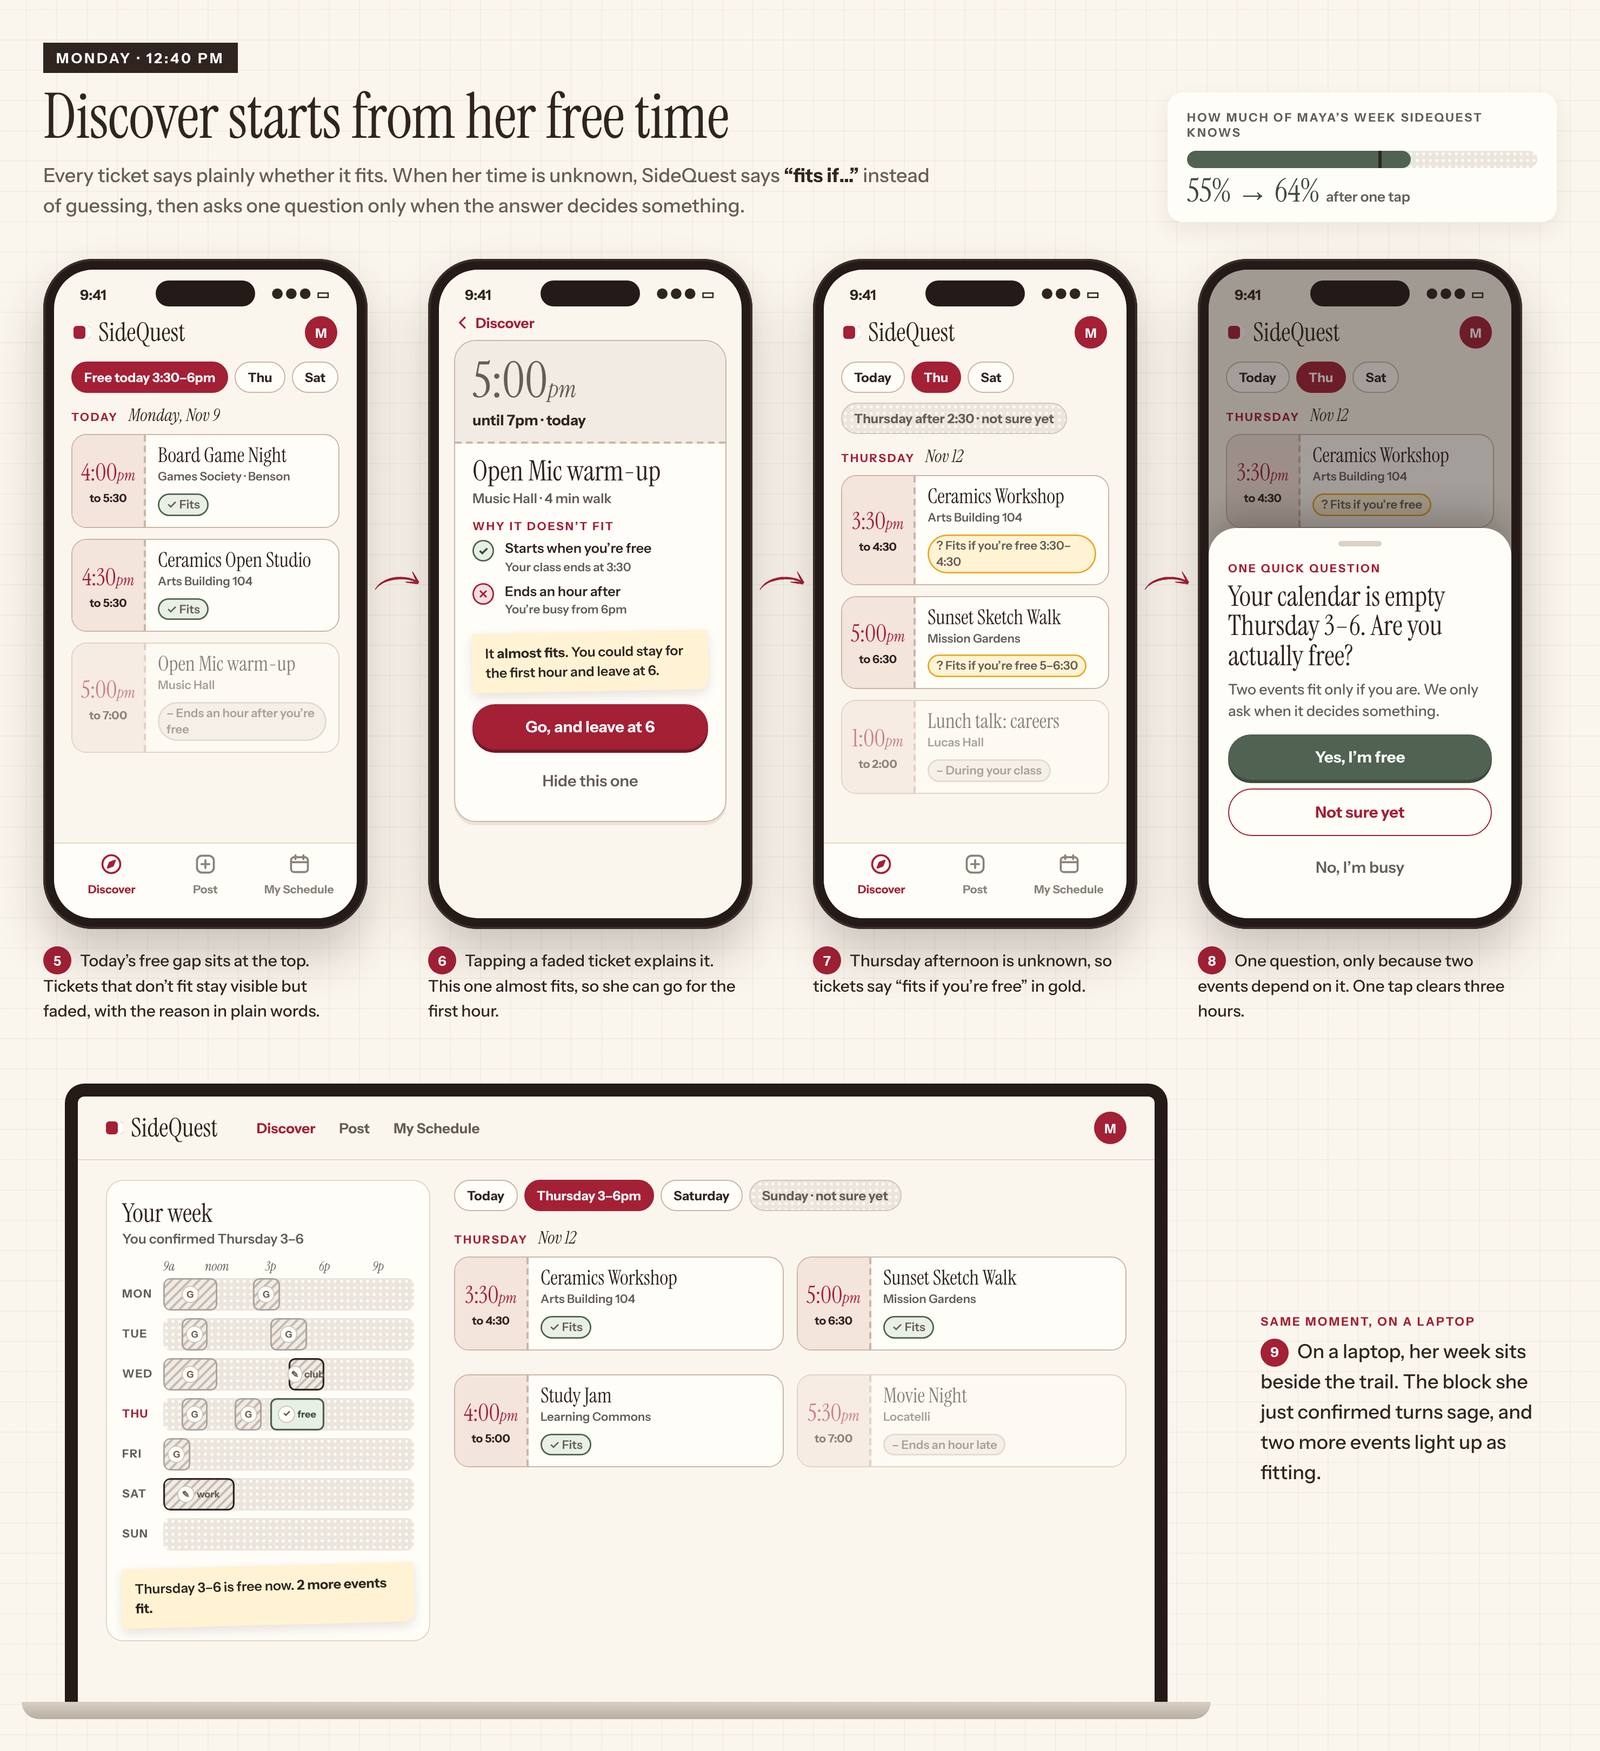 MONDAY · 12:40 PM
Discover starts from her free time
Every ticket says plainly whether it fits. When her time is unknown, SideQuest says “fits if…” instead
of guessing, then asks one question only when the answer decides something.
HOW MUCH OF MAYA’S WEEK SIDEQUEST
KNOWS
55% → 64% after one tap
9:41
SideQuest
M
Free today 3:30–6pm
Thu
Sat
TODAY Monday, Nov 9
4:00pm
to 5:30
Board Game Night
Games Society · Benson
✓ Fits
4:30pm
to 5:30
Ceramics Open Studio
Arts Building 104
✓ Fits
5:00pm
to 7:00
Open Mic warm-up
Music Hall
– Ends an hour after you’re
free
Discover
Post
My Schedule
9:41
Discover
5:00pm
until 7pm · today
Open Mic warm-up
Music Hall · 4 min walk
WHY IT DOESN’T FIT
Starts when you’re free
Your class ends at 3:30
Ends an hour after
You’re busy from 6pm
It almost fits. You could stay for
the first hour and leave at 6.
Go, and leave at 6
Hide this one
9:41
SideQuest
M
Today
Thu
Sat
Thursday after 2:30 · not sure yet
THURSDAY Nov 12
3:30pm
to 4:30
Ceramics Workshop
Arts Building 104
? Fits if you’re free 3:30–
4:30
5:00pm
to 6:30
Sunset Sketch Walk
Mission Gardens
? Fits if you’re free 5–6:30
1:00pm
to 2:00
Lunch talk: careers
Lucas Hall
– During your class
Discover
Post
My Schedule
9:41
SideQuest
M
Today
Thu
Sat
THURSDAY Nov 12
3:30pm
to 4:30
Ceramics Workshop
Arts Building 104
? Fits if you’re free
ONE QUICK QUESTION
Your calendar is empty
Thursday 3–6. Are you
actually free?
Two events fit only if you are. We only
ask when it decides something.
Yes, I’m free
Not sure yet
No, I’m busy
5 Today’s free gap sits at the top.
Tickets that don’t fit stay visible but
faded, with the reason in plain words.
6 Tapping a faded ticket explains it.
This one almost fits, so she can go for the
first hour.
7 Thursday afternoon is unknown, so
tickets say “fits if you’re free” in gold.
8 One question, only because two
events depend on it. One tap clears three
hours.
SideQuest
Discover
Post
My Schedule
M
Your week
You confirmed Thursday 3–6
9a noon 3p 6p 9p
MON G G
TUE G G
WED G ✎ club
THU G G ✓ free
FRI G
SAT ✎ work
SUN
Thursday 3–6 is free now. 2 more events
fit.
Today
Thursday 3–6pm
Saturday
Sunday · not sure yet
THURSDAY Nov 12
3:30pm
to 4:30
Ceramics Workshop
Arts Building 104
✓ Fits
5:00pm
to 6:30
Sunset Sketch Walk
Mission Gardens
✓ Fits
4:00pm
to 5:00
Study Jam
Learning Commons
✓ Fits
5:30pm
to 7:00
Movie Night
Locatelli
– Ends an hour late
SAME MOMENT, ON A LAPTOP
9 On a laptop, her week sits
beside the trail. The block she
just confirmed turns sage, and
two more events light up as
fitting.